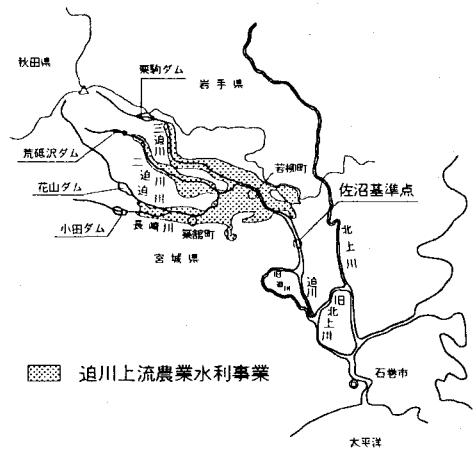 秋田県
栗駒ダム
岩手県
荒砥沢ダム
三迫川
二迫川
迫川
若柳町
佐沼基準点
花山ダム
小田ダム
長崎川
築館町
宮城県
北上川
旧迫川
迫川
旧北上川
迫川上流農業水利事業
石巻市
太平洋